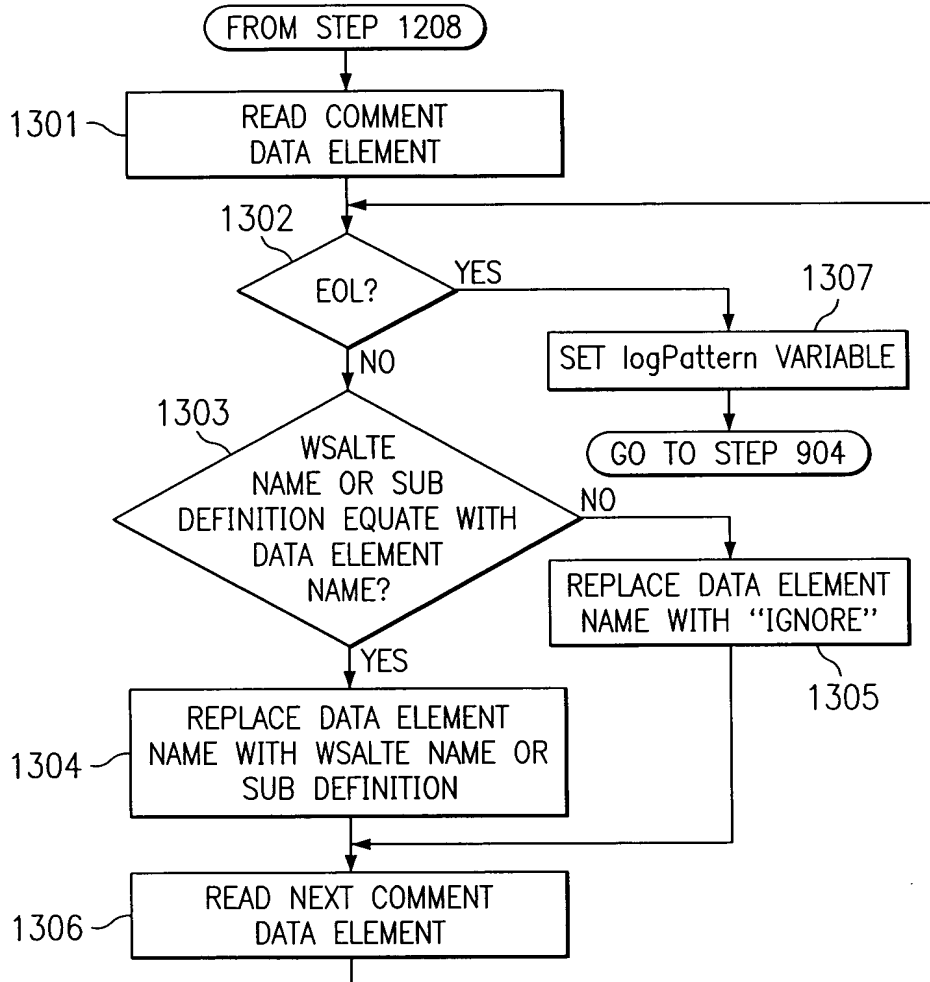 FROM STEP 1208
1301
READ COMMENT
DATA ELEMENT
1302
EOL?
YES
NO
1307
SET logPattern VARIABLE
GO TO STEP 904
1303
WSALTE
NAME OR SUB
DEFINITION EQUATE WITH
DATA ELEMENT
NAME?
NO
YES
REPLACE DATA ELEMENT
NAME WITH “IGNORE”
1305
1304
REPLACE DATA ELEMENT
NAME WITH WSALTE NAME OR
SUB DEFINITION
1306
READ NEXT COMMENT
DATA ELEMENT